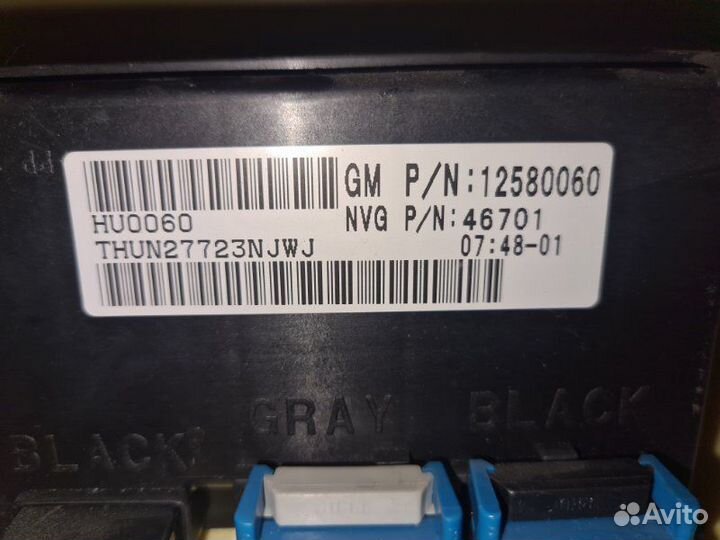 GM P/N:12580060
HU0060
NVG P/N:46701
THUN27723NJWJ
07:48-01
BLACK
GRAY
BLACK
Avito